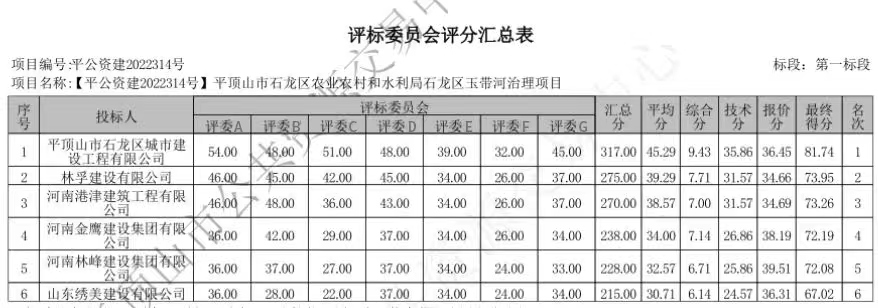 评标委员会评分汇总表
项目编号:平公资建2022314号 标段: 第一标段
项目名称:【平公资建2022314号】平顶山市石龙区农业农村和水利局石龙区玉带河治理项目
序号 投标人 评标委员会 汇总分 平均分 综合分 技术分 报价分 最终得分 名次
评委A 评委B 评委C 评委D 评委E 评委F 评委G
1 平顶山市石龙区城市建设工程有限公司 54.00 48.00 51.00 48.00 39.00 32.00 45.00 317.00 45.29 9.43 35.86 36.45 81.74 1
2 林孚建设有限公司 46.00 45.00 42.00 45.00 34.00 26.00 37.00 275.00 39.29 7.71 31.57 34.66 73.95 2
3 河南港津建筑工程有限公司 46.00 48.00 36.00 43.00 34.00 26.00 37.00 270.00 38.57 7.00 31.57 34.69 73.26 3
4 河南金鹰建设集团有限公司 36.00 42.00 29.00 37.00 34.00 26.00 34.00 238.00 34.00 7.14 26.86 38.19 72.19 4
5 河南林峰建设集团有限公司 36.00 37.00 27.00 37.00 34.00 24.00 33.00 228.00 32.57 6.71 25.86 39.51 72.08 5
6 山东绣美建设有限公司 36.00 28.00 22.00 37.00 34.00 24.00 34.00 215.00 30.71 6.14 24.57 36.31 67.02 6